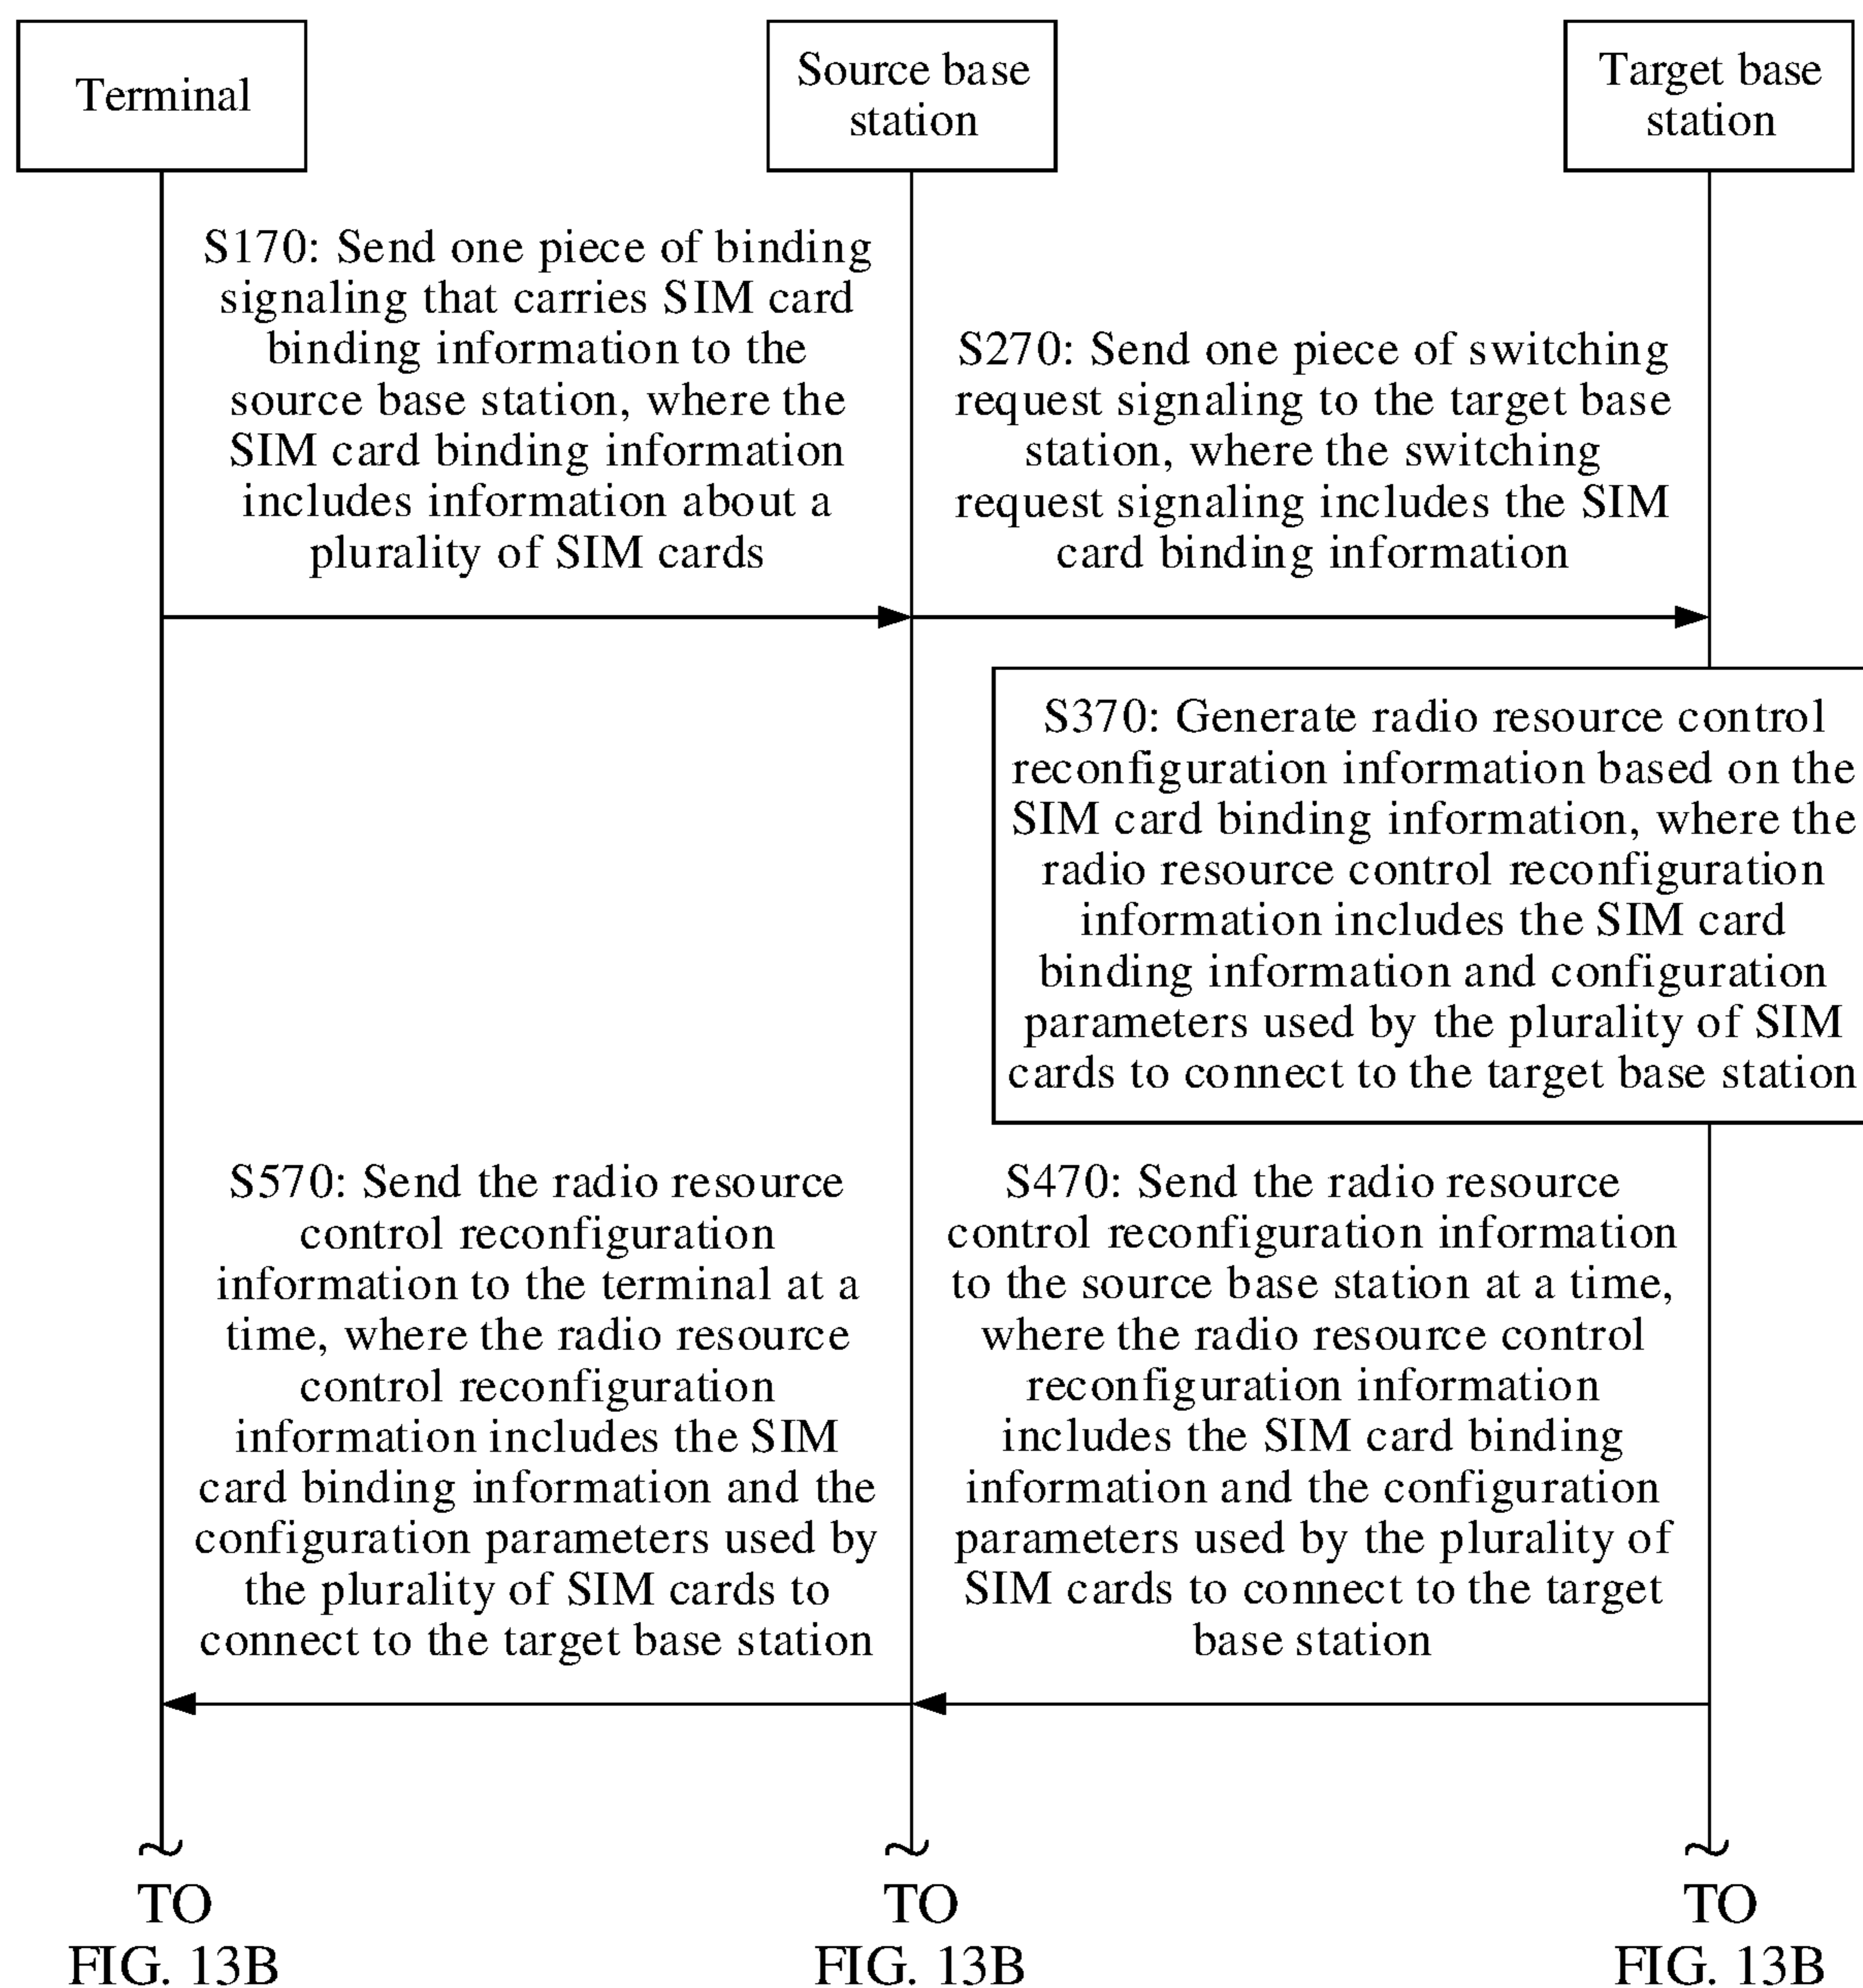 Terminal
Source base
station
Target base
station
S170: Send one piece of binding
signaling that carries SIM card
binding information to the
source base station, where the
SIM card binding information
includes information about a
plurality of SIM cards
S270: Send one piece of switching
request signaling to the target base
station, where the switching
request signaling includes the SIM
card binding information
S370: Generate radio resource control
reconfiguration information based on the
SIM card binding information, where the
radio resource control reconfiguration
information includes the SIM card
binding information and configuration
parameters used by the plurality of SIM
cards to connect to the target base station
S570: Send the radio resource
control reconfiguration
information to the terminal at a
time, where the radio resource
control reconfiguration
information includes the SIM
card binding information and the
configuration parameters used by
the plurality of SIM cards to
connect to the target base station
S470: Send the radio resource
control reconfiguration information
to the source base station at a time,
where the radio resource control
reconfiguration information
includes the SIM card binding
information and the configuration
parameters used by the plurality of
SIM cards to connect to the target
base station
TO
FIG. 13B
TO
FIG. 13B
TO
FIG. 13B